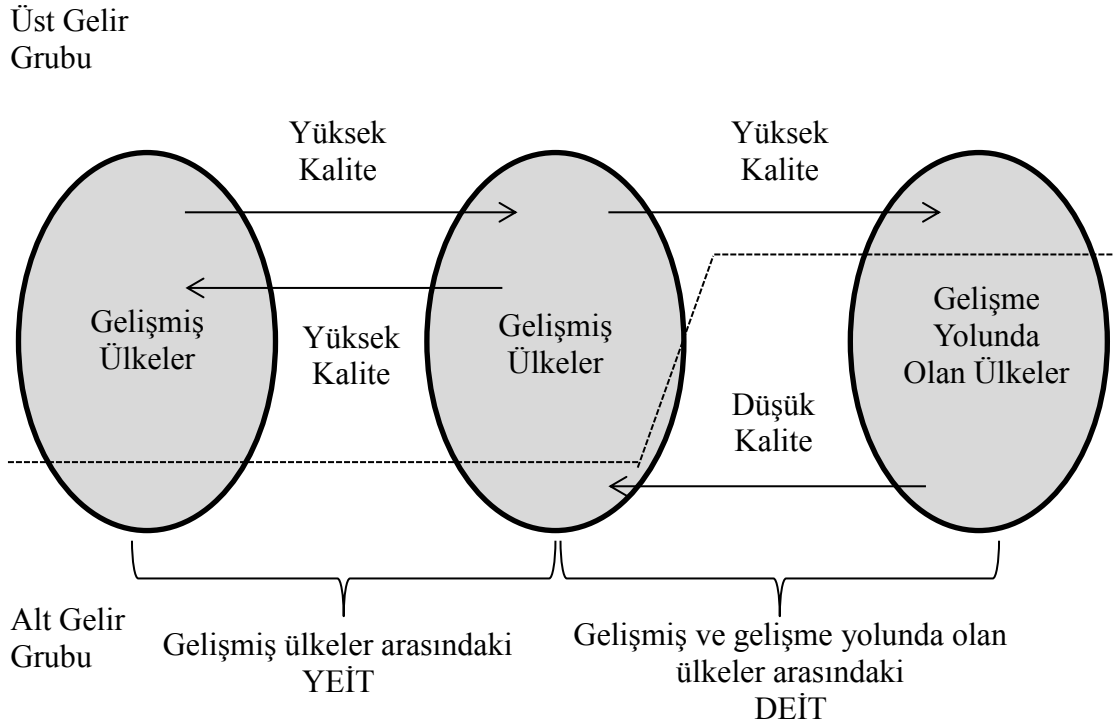 Üst Gelir
Grubu
Yüksek
Kalite
Yüksek
Kalite
Gelişmiş
Ülkeler
Yüksek
Kalite
Gelişmiş
Ülkeler
Gelişme
Yolunda
Olan Ülkeler
Düşük
Kalite
Alt Gelir
Grubu
Gelişmiş ülkeler arasındaki
YEİT
Gelişmiş ve gelişme yolunda olan
ülkeler arasındaki
DEİT